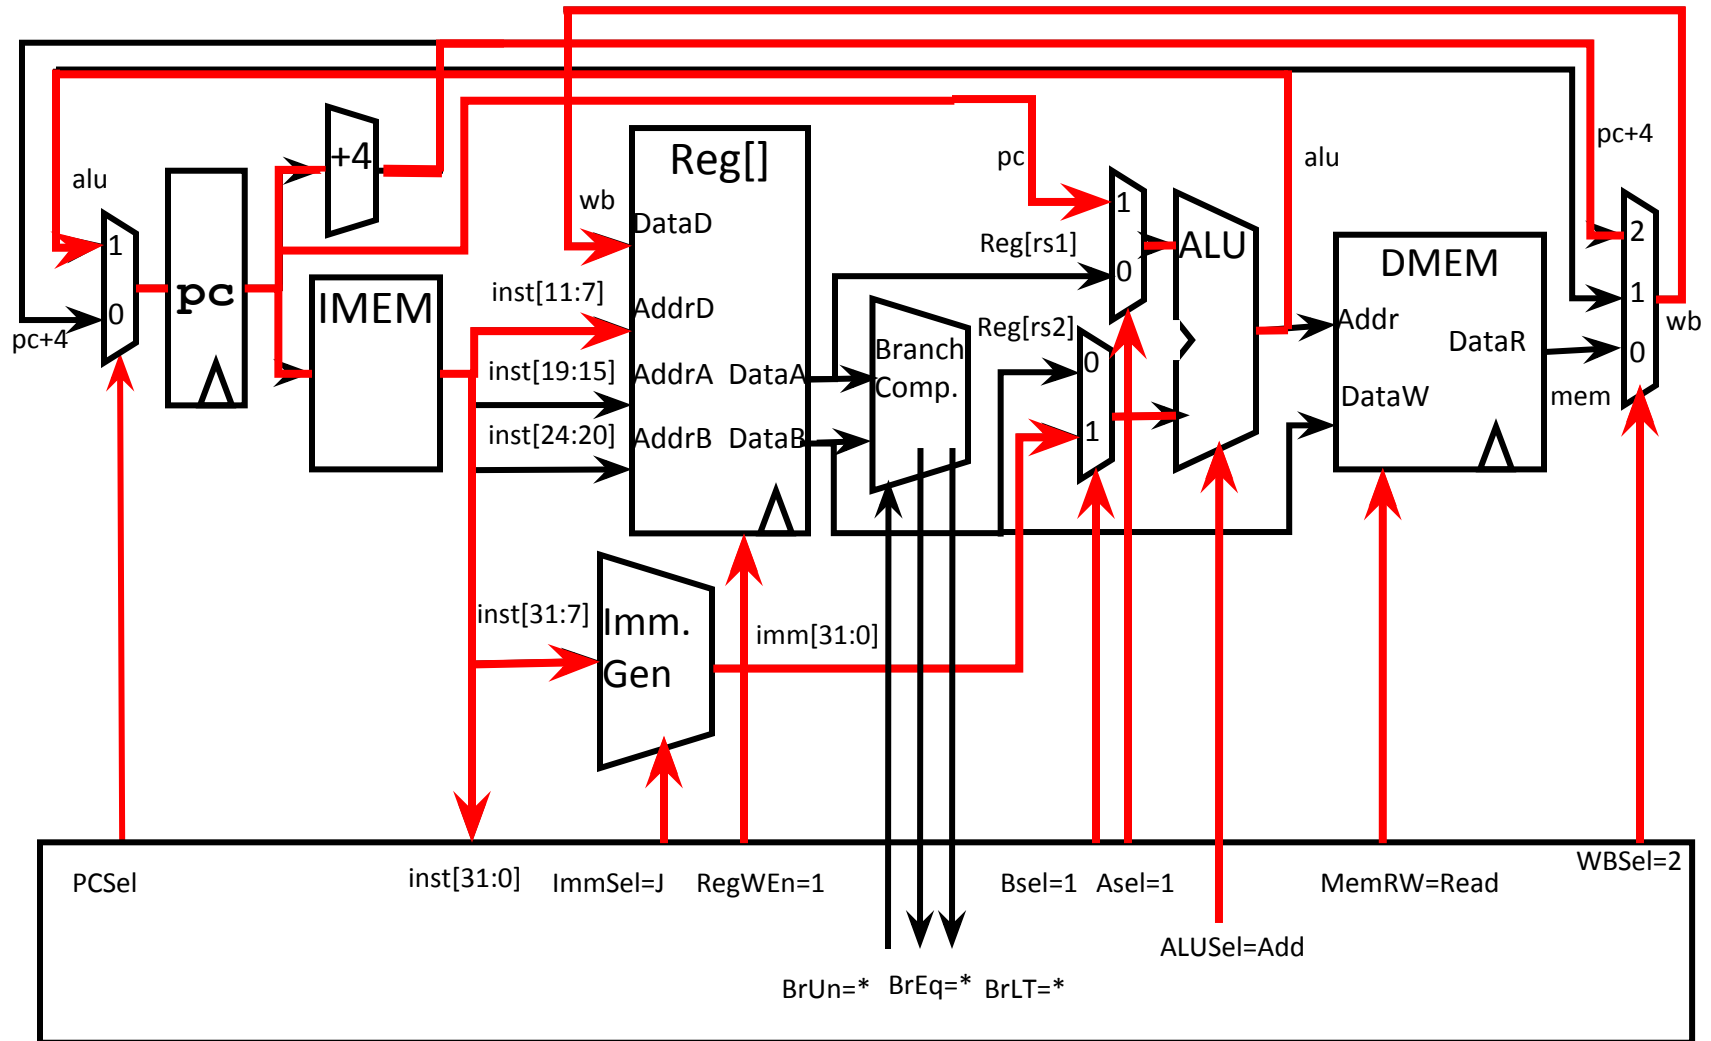 pc+4
+4
Reg[]
pc
alu
alu
wb
DataD
Reg[rs1]
1
0
pc
IMEM
inst[11:7]
AddrD
inst[19:15]
AddrA
DataA
inst[24:20]
AddrB
DataB
Branch
Comp.
Reg[rs2]
1
0
0
1
ALU
DMEM
Addr
DataR
DataW
mem
2
1
0
wb
pc+4
inst[31:7]
Imm.
Gen
imm[31:0]
PCSel
inst[31:0]
ImmSel=J
RegWEn=1
Bsel=1
Asel=1
MemRW=Read
WBSel=2
ALUSel=Add
BrUn=*
BrEq=*
BrLT=*